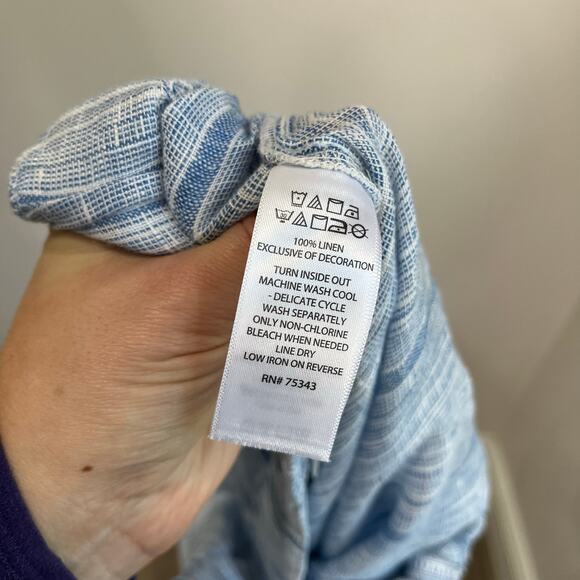 100% LINEN
EXCLUSIVE OF DECORATION
TURN INSIDE OUT
MACHINE WASH COOL
- DELICATE CYCLE
WASH SEPARATELY
ONLY NON-CHLORINE
BLEACH WHEN NEEDED
LINE DRY
LOW IRON ON REVERSE
RN# 75343